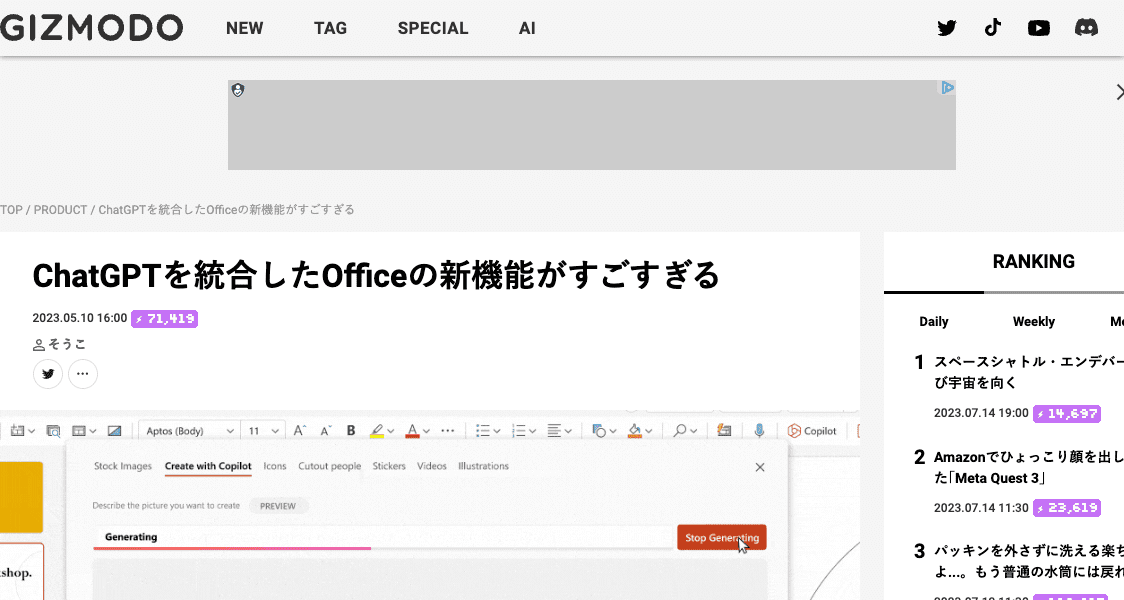 GIZMODO NEW TAG SPECIAL AI
TOP / PRODUCT / ChatGPTを統合したOfficeの新機能がすごすぎる
ChatGPTを統合したOfficeの新機能がすごすぎる
2023.05.10 16:00 71,419
そうこ
Aptos (Body) 11 A A B A Copilot
Stock Images Create with Copilot Icons Cutout people Stickers Videos Illustrations
Describe the picture you want to create PREVIEW
Generating Stop Generating
shop.
RANKING
Daily Weekly
1 スペースシャトル・エンデバー
び宇宙を向く
2023.07.14 19:00 14,697
2 Amazonでひょっこり顔を出し
た「Meta Quest 3」
2023.07.14 11:30 23,619
3 パッキンを外さずに洗える楽ち
よ…。もう普通の水筒には戻れ